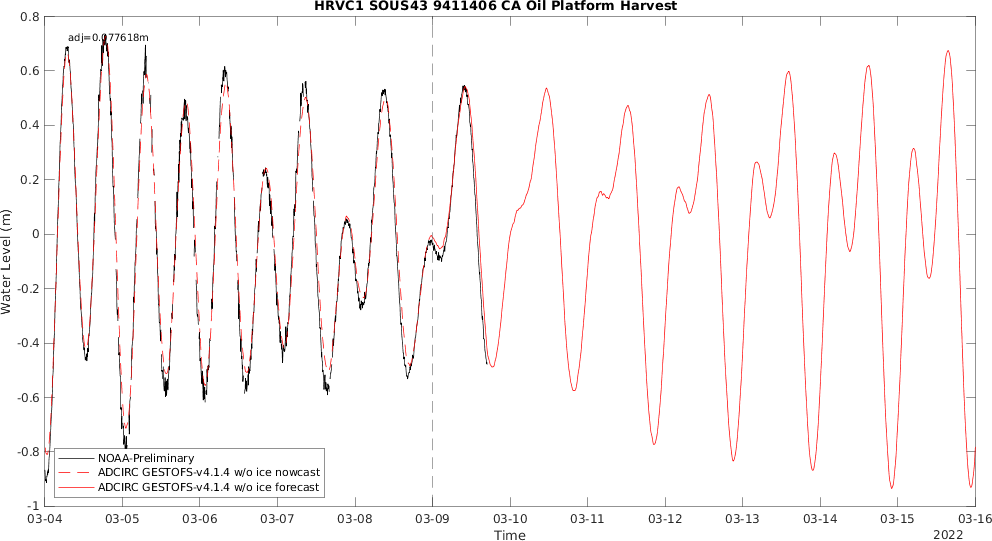 HRVC1 SOUS43 9411406 CA Oil Platform Harvest
adj=0.077618m
Water Level (m)
0.8
0.6
0.4
0.2
0
-0.2
-0.4
-0.6
-0.8
-1
NOAA-Preliminary
ADCIRC GESTOFS-v4.1.4 w/o ice nowcast
ADCIRC GESTOFS-v4.1.4 w/o ice forecast
03-04 03-05 03-06 03-07 03-08 03-09 03-10 03-11 03-12 03-13 03-14 03-15 03-16
Time
2022